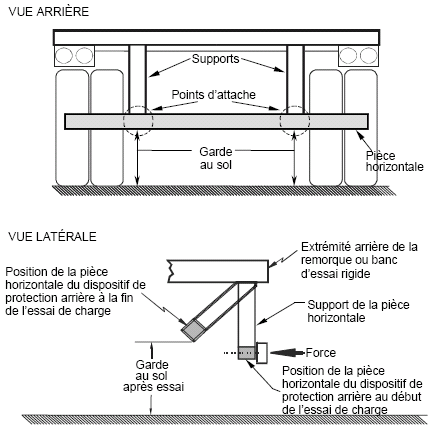 VUE ARRIÈRE
Supports
Points d'attache
Garde
au sol
Pièce
horizontale
VUE LATÉRALE
Extrémité arrière de la
remorque ou banc
d'essai rigide
Position de la pièce
horizontale du dispositif de
protection arrière à la fin
de l'essai de charge
Support de la pièce
horizontale
Force
Garde
au sol
après essai
Position de la pièce
horizontale du dispositif de
protection arrière au début
de l'essai de charge